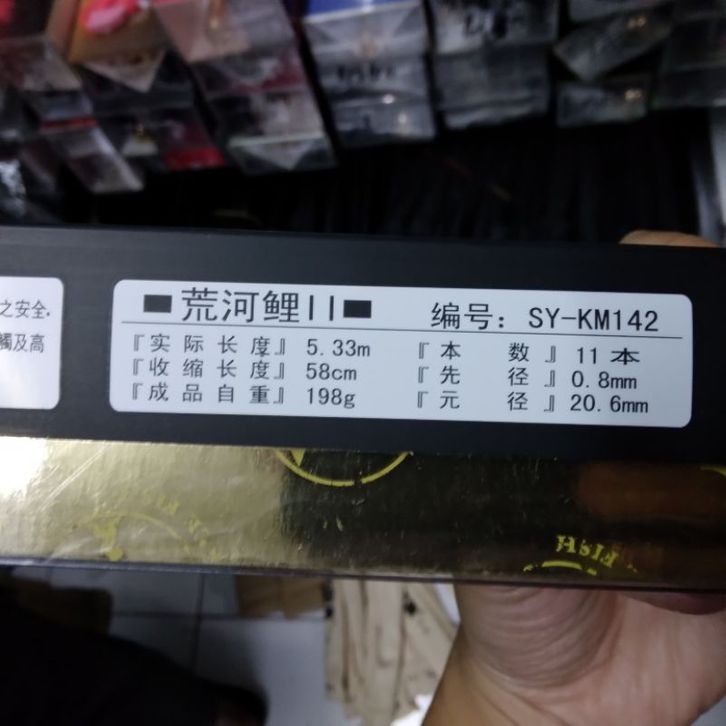 之安全.
觸及高
■荒河鲤II■
编号: SY-KM142
『实际长度』 5.33m
『本数』 11本
『收缩长度』 58cm
『先径』 0.8mm
『成品自重』 198g
『元径』 20.6mm
FISH